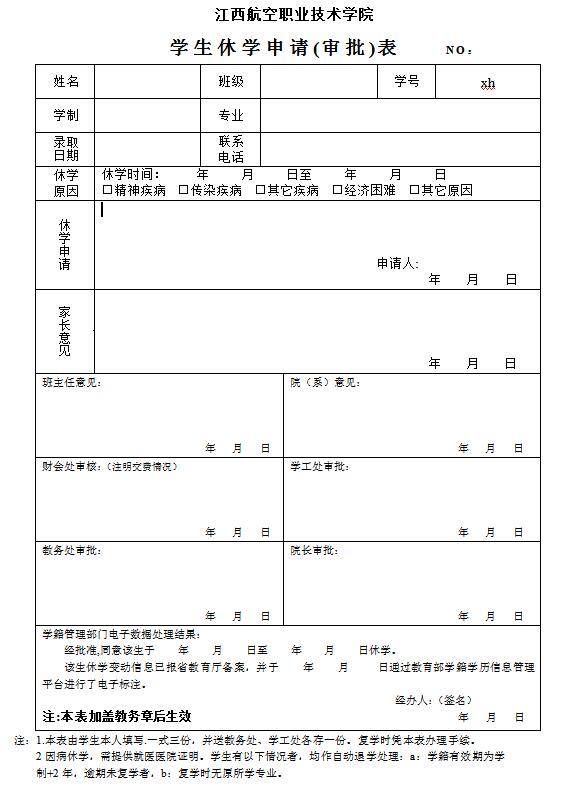 江西航空职业技术学院
学生休学申请(审批)表 NO：
姓名 班级 学号 xh
学制 专业
录取日期 联系电话
休学原因 休学时间： 年 月 日至 年 月 日
□精神疾病 □传染疾病 □其它疾病 □经济困难 □其它原因
休学申请
申请人:
年 月 日
家长意见
年 月 日
班主任意见： 院（系）意见：
年 月 日 年 月 日
财会处审核：（注明交费情况） 学工处审批：
年 月 日 年 月 日
教务处审批： 院长审批：
年 月 日 年 月 日
学籍管理部门电子数据处理结果：
经批准,同意该生于 年 月 日至 年 月 日休学。
该生休学变动信息已报省教育厅备案，并于 年 月 日通过教育部学籍学历信息管理
平台进行了电子标注。
经办人：（签名）
注:本表加盖教务章后生效 年 月 日
注： 1.本表由学生本人填写.一式三份，并送教务处、学工处各存一份。复学时凭本表办理手续。
2 因病休学，需提供就医医院证明。学生有以下情况者，均作自动退学处理：a：学籍有效期为学
制+2 年，逾期未复学者，b：复学时无原所学专业。